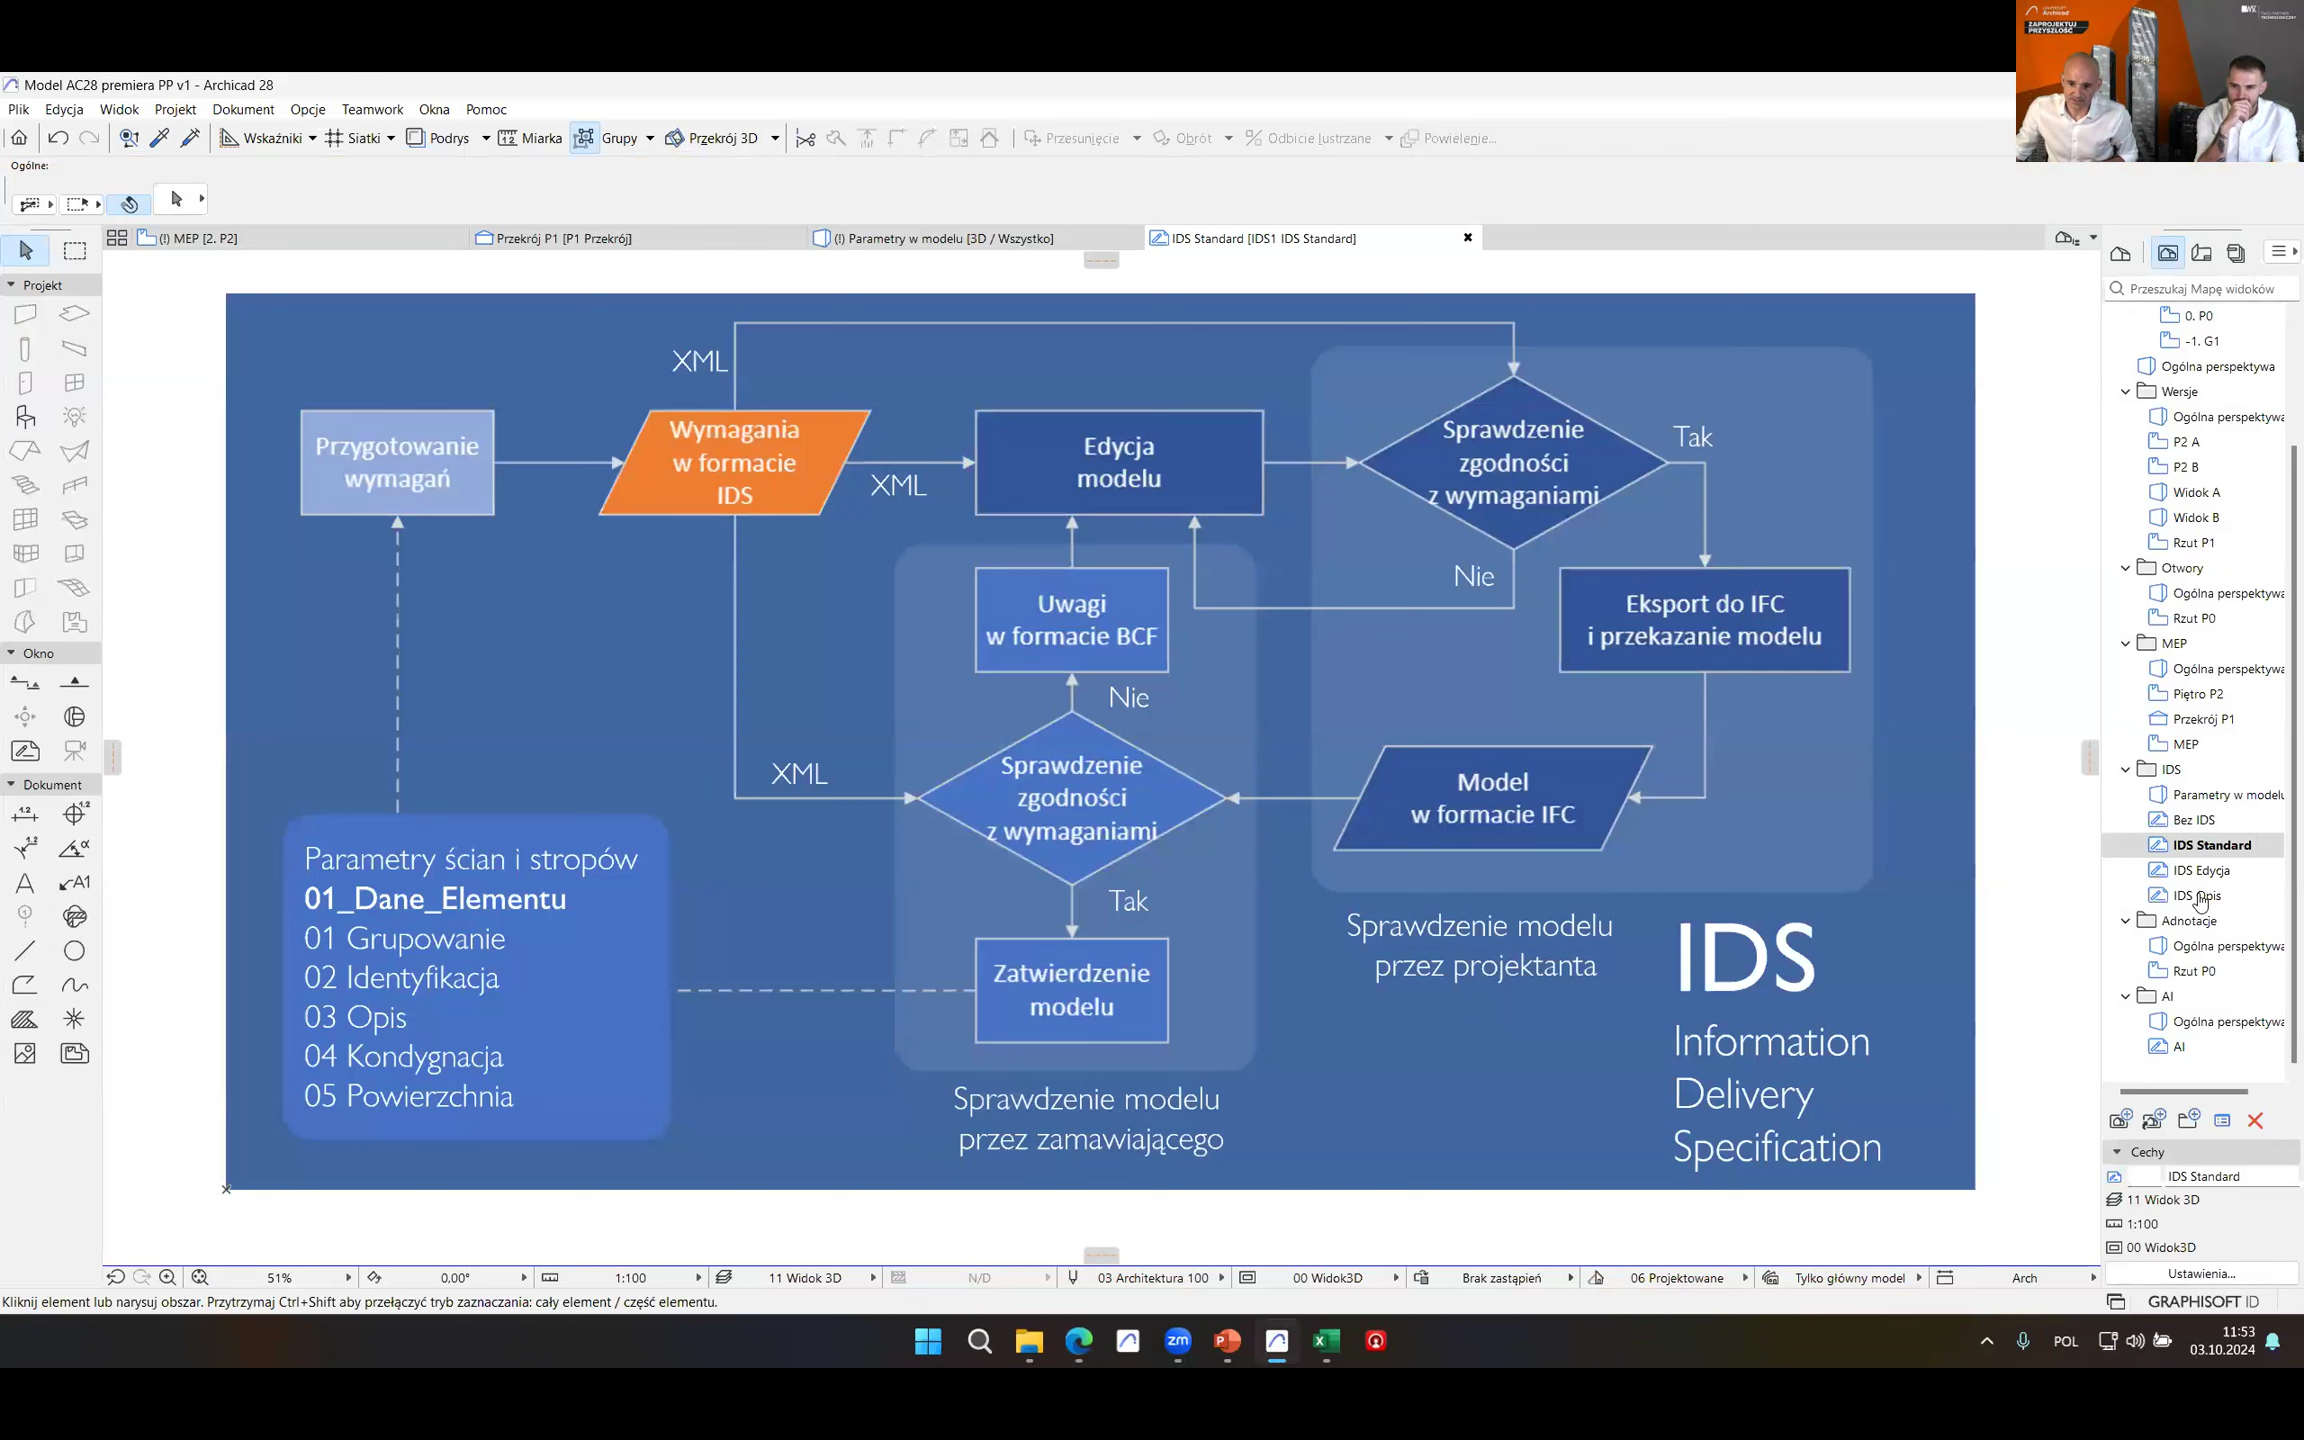 GRAPHISOFT
Archicad
ZAPROJEKTUJ
PRZYSZŁOŚĆ
Model AC28 premiera PP v1 - Archicad 28
Plik Edycja Widok Projekt Dokument Opcje Teamwork Okna Pomoc
Wskaźniki Siatki Podrys Miarka Grupy Przekrój 3D Przesunięcie Obrót Odbicie lustrzane Powielenie...
Ogólne:
(!) MEP [2. P2] Przekrój P1 [P1 Przekrój] (!) Parametry w modelu [3D / Wszystko] IDS Standard [IDS1 IDS Standard]
Projekt
Okno
Dokument
XML
Przygotowanie
wymagań
Wymagania
w formacie
IDS
XML
Edycja
modelu
Sprawdzenie
zgodności
z wymaganiami
Tak
Nie
Uwagi
w formacie BCF
Eksport do IFC
i przekazanie modelu
Nie
XML
Sprawdzenie
zgodności
z wymaganiami
Model
w formacie IFC
Tak
Zatwierdzenie
modelu
Parametry ścian i stropów
01_Dane_Elementu
01 Grupowanie
02 Identyfikacja
03 Opis
04 Kondygnacja
05 Powierzchnia
Sprawdzenie modelu
przez projektanta
Sprawdzenie modelu
przez zamawiającego
IDS
Information
Delivery
Specification
Przeszukaj Mapę widoków
0. P0
-1. G1
Ogólna perspektywa
Wersje
Ogólna perspektywa
P2 A
P2 B
Widok A
Widok B
Rzut P1
Otwory
Ogólna perspektywa
Rzut P0
MEP
Ogólna perspektywa
Piętro P2
Przekrój P1
MEP
IDS
Parametry w modelu
Bez IDS
IDS Standard
IDS Edycja
IDS Opis
Adnotacje
Ogólna perspektywa
Rzut P0
AI
Ogólna perspektywa
AI
Cechy
IDS Standard
11 Widok 3D
1:100
00 Widok3D
Ustawienia...
51% 0,00° 1:100 11 Widok 3D N/D 03 Architektura 100 00 Widok3D Brak zastąpień 06 Projektowane Tylko główny model Arch
Kliknij element lub narysuj obszar. Przytrzymaj Ctrl+Shift aby przełączyć tryb zaznaczania: cały element / część elementu.
GRAPHISOFT ID
zm
POL
11:53
03.10.2024